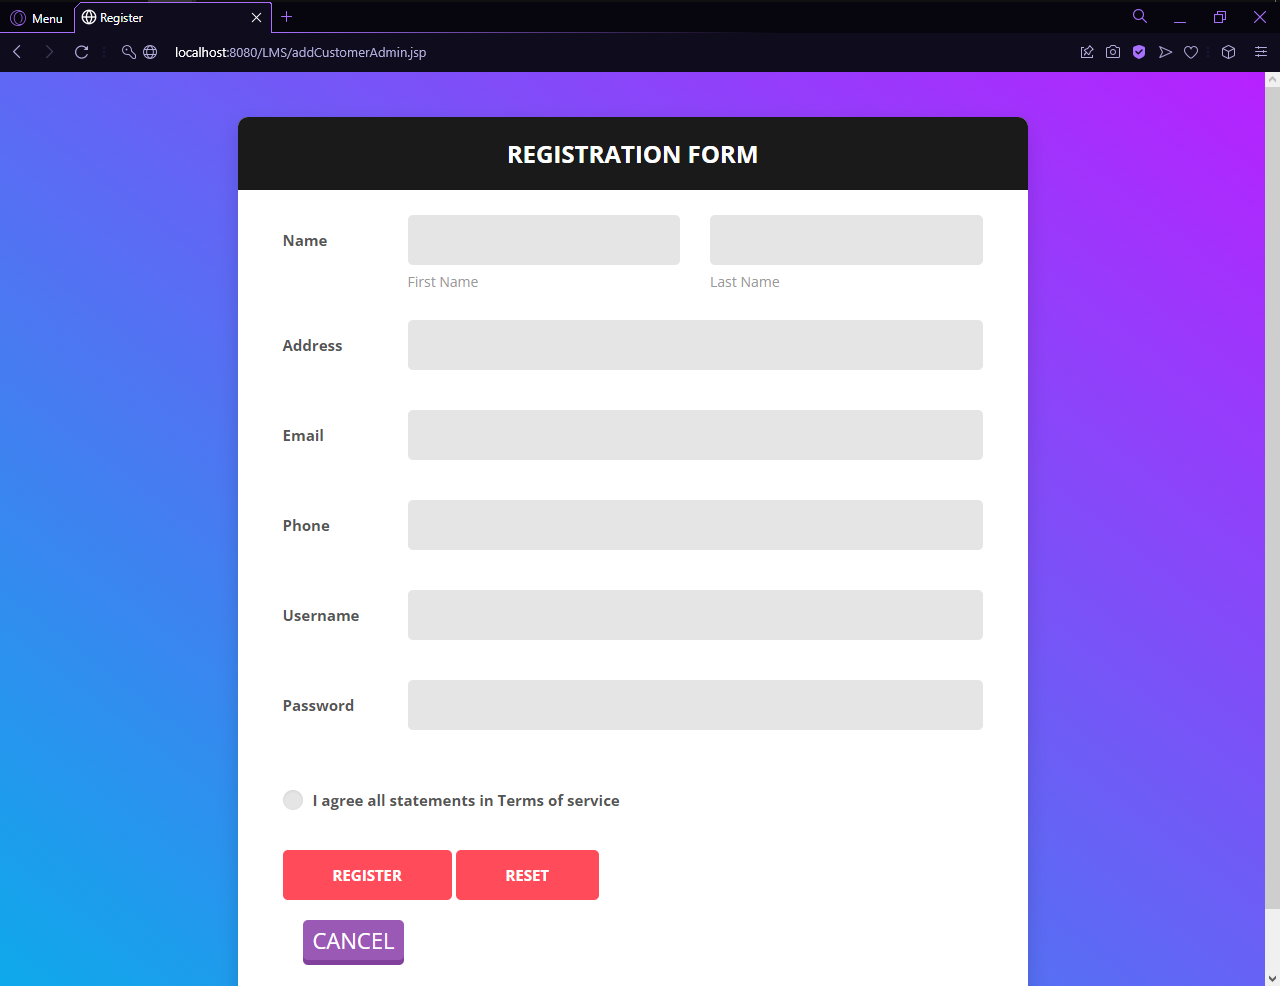 Menu
Register
localhost:8080/LMS/addCustomerAdmin.jsp
REGISTRATION FORM
Name
First Name
Last Name
Address
Email
Phone
Username
Password
I agree all statements in Terms of service
REGISTER
RESET
CANCEL